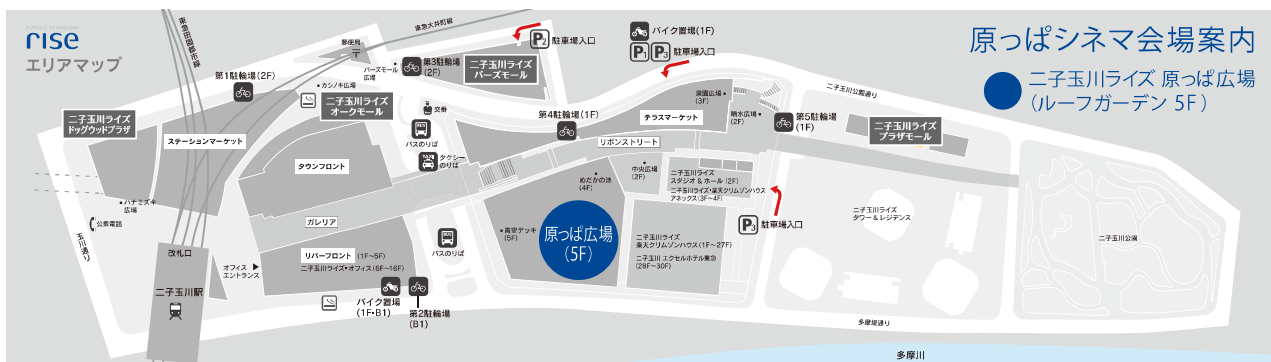 rise
エリアマップ
原っぱシネマ会場案内
二子玉川ライズ 原っぱ広場
(ルーフガーデン 5F)
東急田園都市線
東急大井町線
郵便局
バーズモール
広場
第3駐輪場
(2F)
P2 駐車場入口
二子玉川ライズ
バーズモール
バイク置場(1F)
P1 P3 駐車場入口
第1駐輪場(2F)
カシノキ広場
二子玉川ライズ
オークモール
交番
BUS
バスのりば
TAXI
タクシー
のりば
二子玉川ライズ
ドッグウッドプラザ
ステーションマーケット
タウンフロント
第4駐輪場(1F)
テラスマーケット
(3F)
噴水広場
(2F)
第5駐輪場
(1F)
二子玉川公園通り
二子玉川ライズ
プラザモール
リボンストリート
中央広場
(2F)
めだかの池
(4F)
二子玉川ライズ
スタジオ & ホール(2F)
二子玉川ライズ・楽天クリムゾンハウス
アネックス(3F~4F)
P3 駐車場入口
ハナミズキ
広場
公衆電話
玉川通り
ガレリア
青空デッキ
(5F)
原っぱ広場
(5F)
二子玉川ライズ
楽天クリムゾンハウス(1F~27F)
二子玉川 エクセルホテル東急
(28F~30F)
二子玉川ライズ
タワー & レジデンス
二子玉川公園
改札口
オフィス
エントランス
リバーフロント (1F~5F)
二子玉川ライズ・オフィス(6F~16F)
BUS
バスのりば
二子玉川駅
バイク置場
(1F・B1)
第2駐輪場
(B1)
多摩堤通り
多摩川